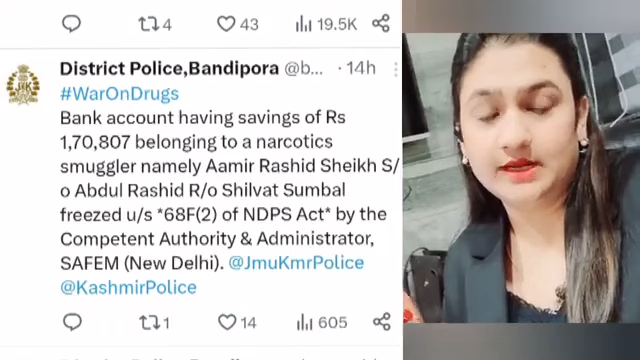 4 43 19.5K
District Police,Bandipora @b... · 14h
#WarOnDrugs
Bank account having savings of Rs
1,70,807 belonging to a narcotics
smuggler namely Aamir Rashid Sheikh S/
o Abdul Rashid R/o Shilvat Sumbal
freezed u/s *68F(2) of NDPS Act* by the
Competent Authority & Administrator,
SAFEM (New Delhi). @JmuKmrPolice
@KashmirPolice
1 14 605